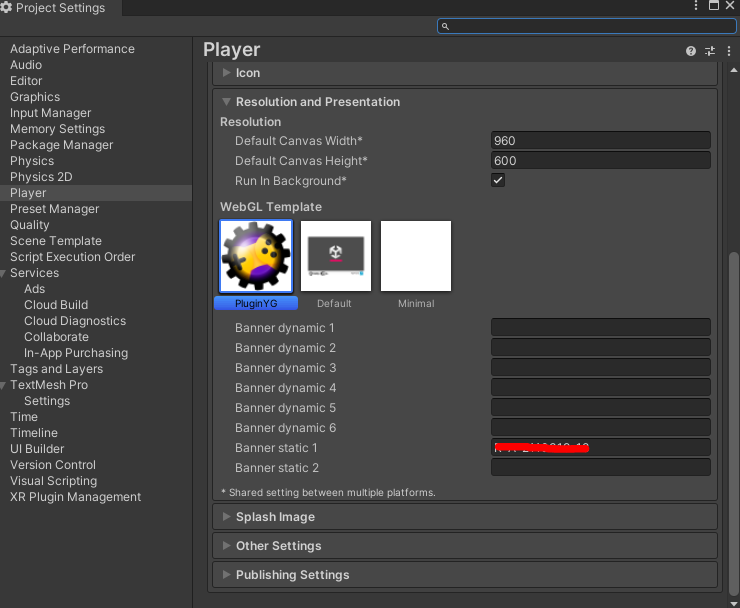 Project Settings
Adaptive Performance
Audio
Editor
Graphics
Input Manager
Memory Settings
Package Manager
Physics
Physics 2D
Player
Preset Manager
Quality
Scene Template
Script Execution Order
Services
Ads
Cloud Build
Cloud Diagnostics
Collaborate
In-App Purchasing
Tags and Layers
TextMesh Pro
Settings
Time
Timeline
UI Builder
Version Control
Visual Scripting
XR Plugin Management
Player
Icon
Resolution and Presentation
Resolution
Default Canvas Width* 960
Default Canvas Height* 600
Run In Background*
WebGL Template
PluginYG Default Minimal
Banner dynamic 1
Banner dynamic 2
Banner dynamic 3
Banner dynamic 4
Banner dynamic 5
Banner dynamic 6
Banner static 1
Banner static 2
* Shared setting between multiple platforms.
Splash Image
Other Settings
Publishing Settings